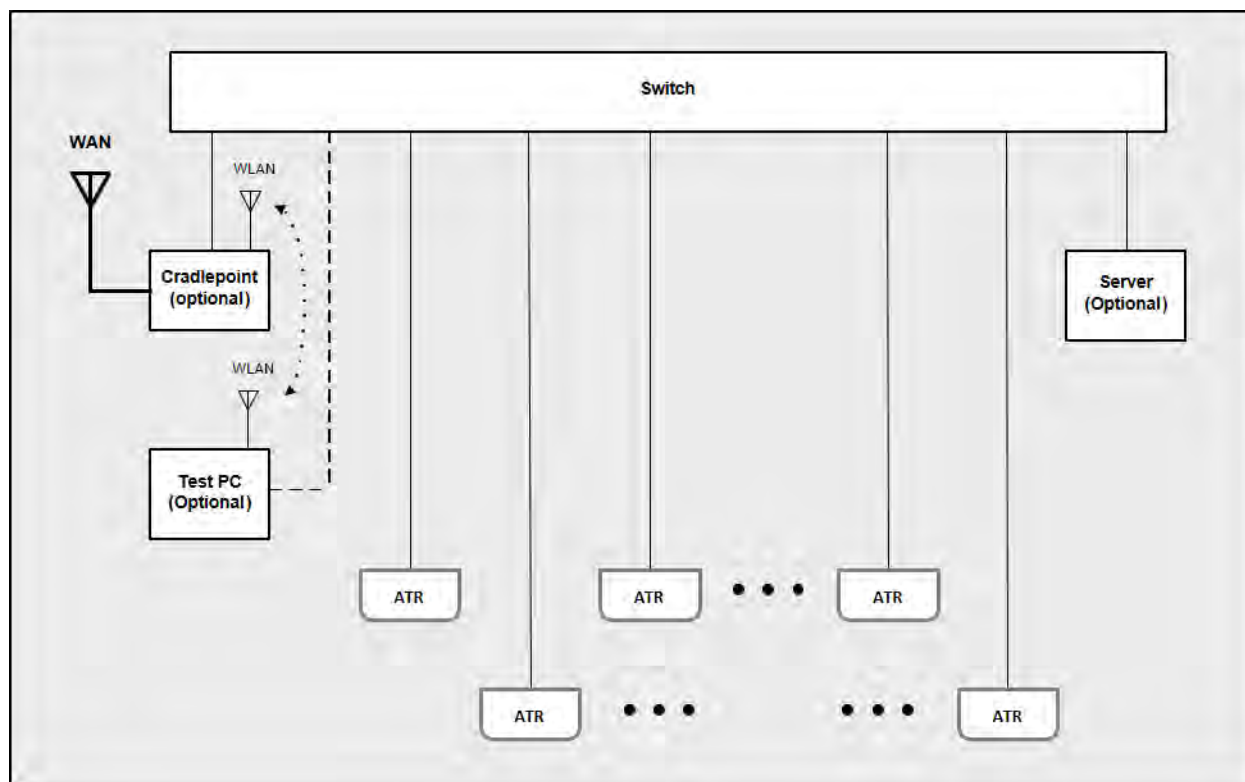 Switch
WAN
WLAN
Cradlepoint
(optional)
Server
(Optional)
WLAN
Test PC
(Optional)
ATR
ATR
ATR
ATR
ATR